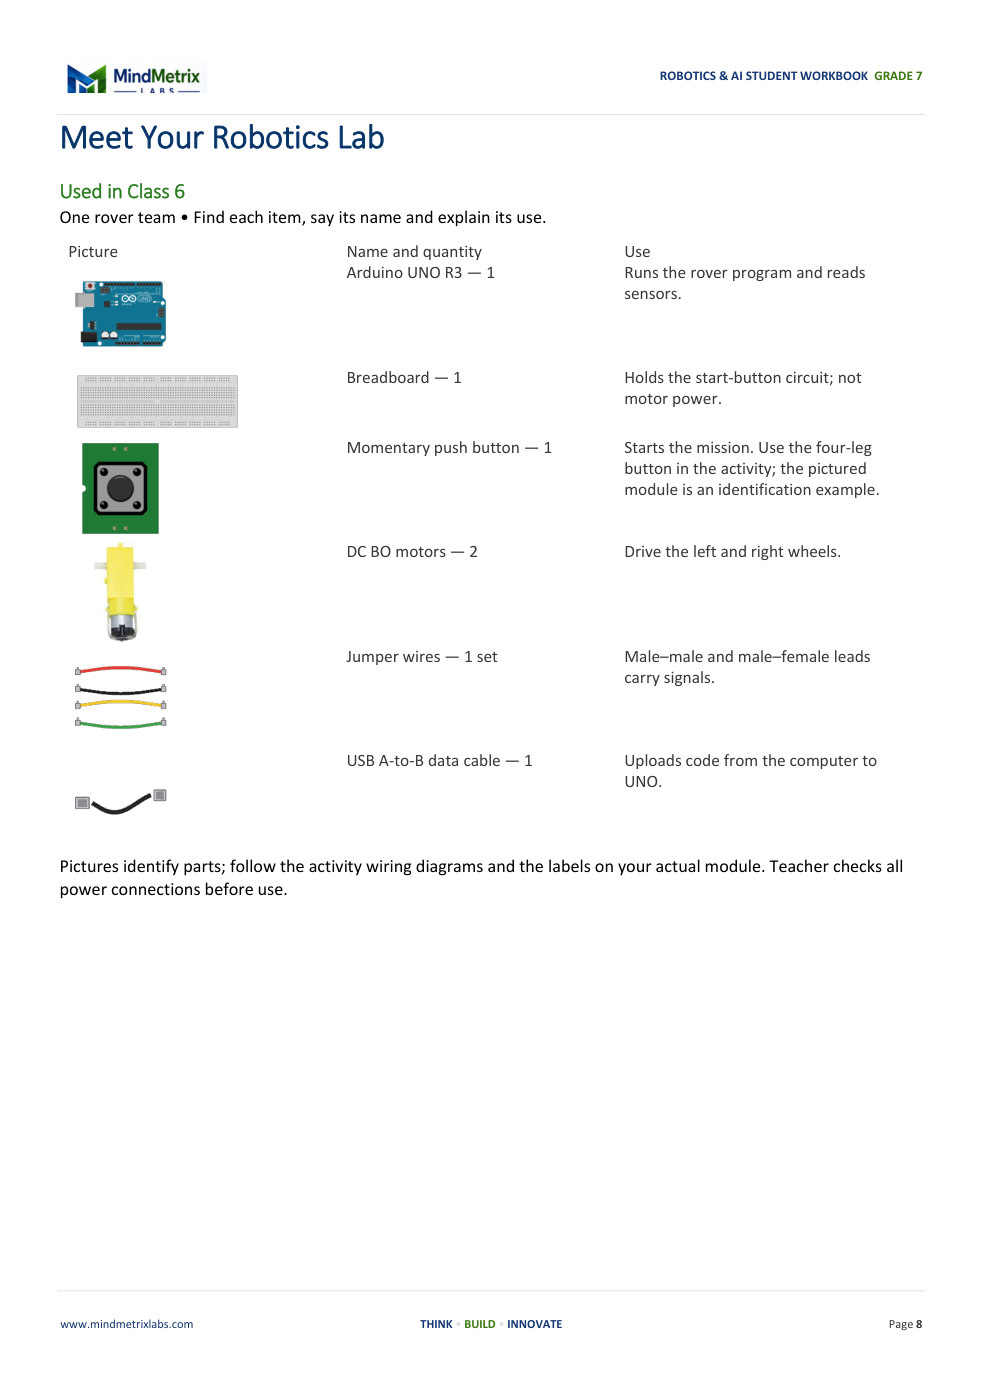 MindMetrix
LABS
ROBOTICS & AI STUDENT WORKBOOK GRADE 7
Meet Your Robotics Lab
Used in Class 6
One rover team • Find each item, say its name and explain its use.
Picture
Name and quantity
Use
Arduino UNO R3 — 1
Runs the rover program and reads
sensors.
Breadboard — 1
Holds the start-button circuit; not
motor power.
Momentary push button — 1
Starts the mission. Use the four-leg
button in the activity; the pictured
module is an identification example.
DC BO motors — 2
Drive the left and right wheels.
Jumper wires — 1 set
Male–male and male–female leads
carry signals.
USB A-to-B data cable — 1
Uploads code from the computer to
UNO.
Pictures identify parts; follow the activity wiring diagrams and the labels on your actual module. Teacher checks all
power connections before use.
www.mindmetrixlabs.com
THINK • BUILD • INNOVATE
Page 8